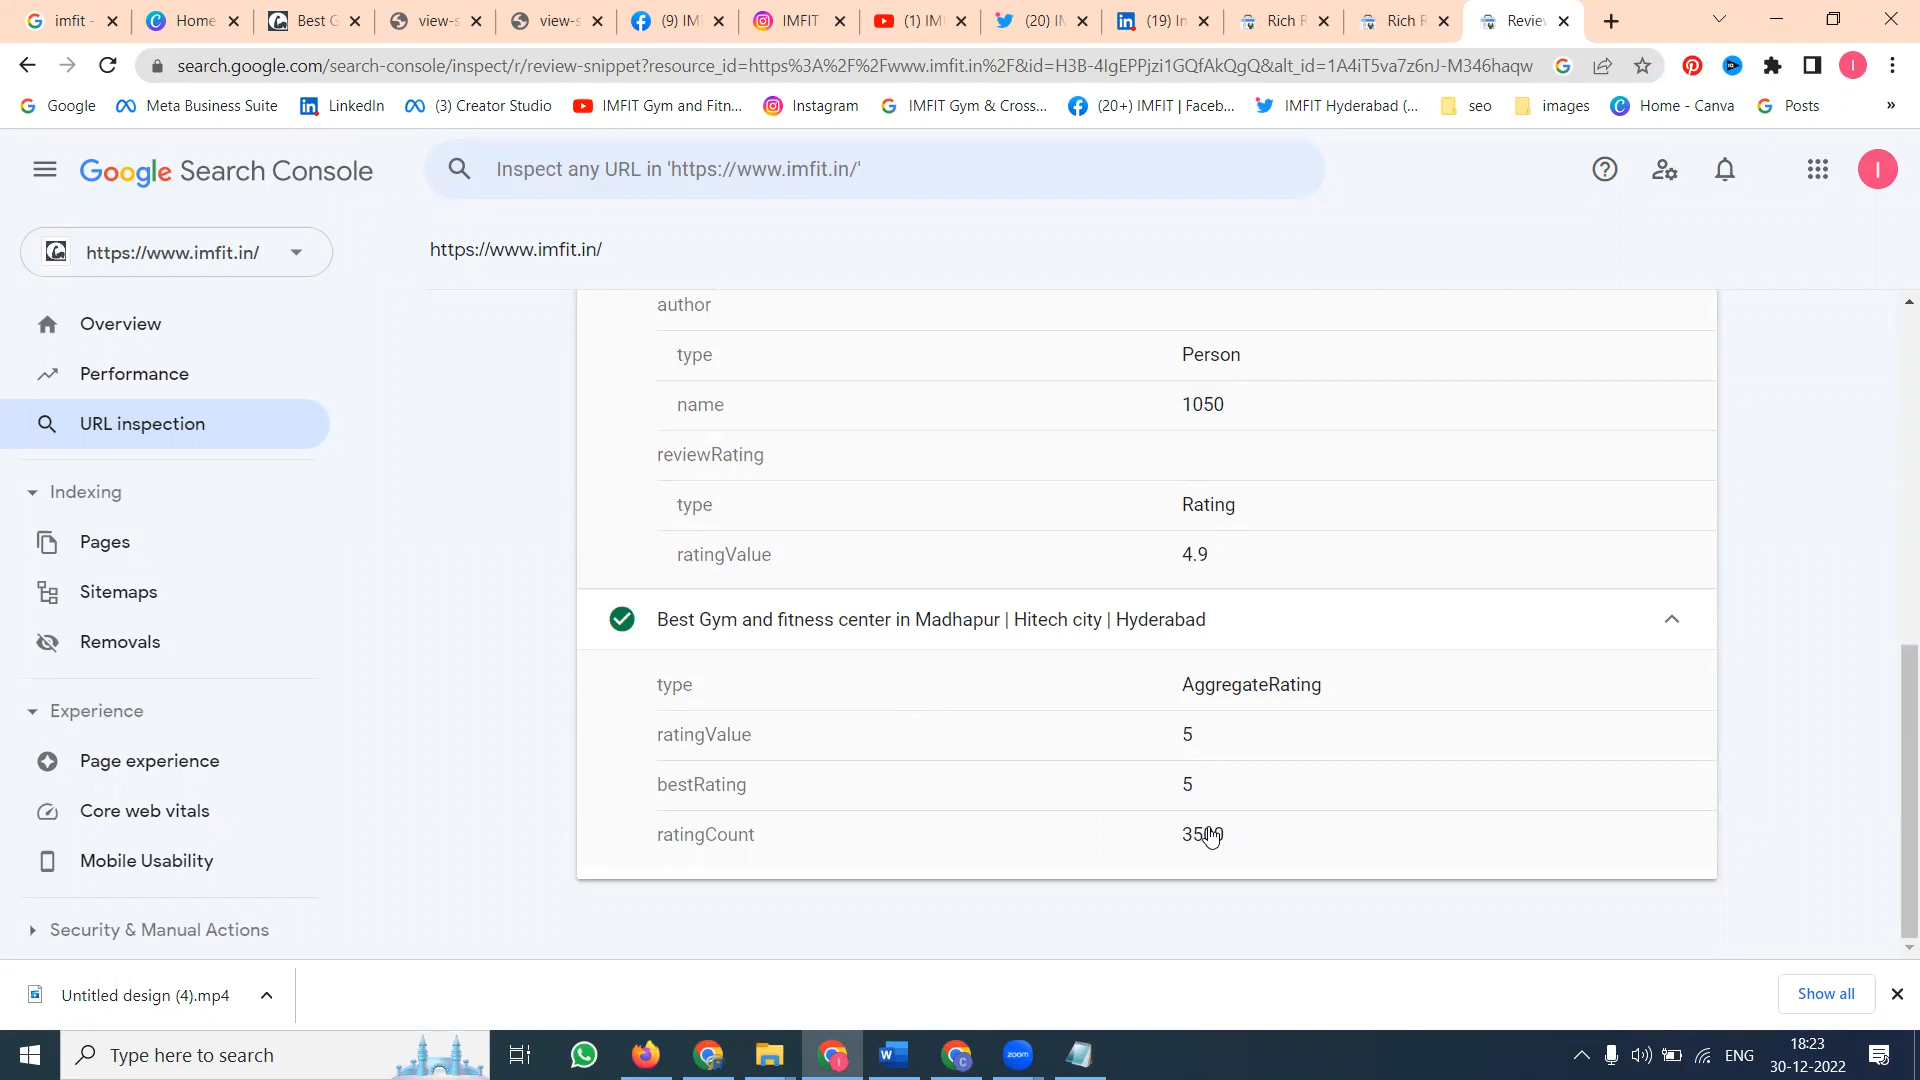 imfit -
Home
Best G
view-s
view-s
(9) IMF
IMFIT
(1) IMI
(20) IM
(19) In
Rich R
Rich R
Review
search.google.com/search-console/inspect/r/review-snippet?resource_id=https%3A%2F%2Fwww.imfit.in%2F&id=H3B-4IgEPPjzi1GQfAkQgQ&alt_id=1A4iT5va7z6nJ-M346haqw
I
Google
Meta Business Suite
LinkedIn
(3) Creator Studio
IMFIT Gym and Fitn...
Instagram
IMFIT Gym & Cross...
(20+) IMFIT | Faceb...
IMFIT Hyderabad (...
seo
images
Home - Canva
Posts
»
Google Search Console
Inspect any URL in 'https://www.imfit.in/'
I
https://www.imfit.in/
https://www.imfit.in/
Overview
Performance
URL inspection
Indexing
Pages
Sitemaps
Removals
Experience
Page experience
Core web vitals
Mobile Usability
Security & Manual Actions
author
type Person
name 1050
reviewRating
type Rating
ratingValue 4.9
Best Gym and fitness center in Madhapur | Hitech city | Hyderabad
type AggregateRating
ratingValue 5
bestRating 5
ratingCount
Untitled design (4).mp4
Show all
Type here to search
zoom
ENG
18:23
30-12-2022